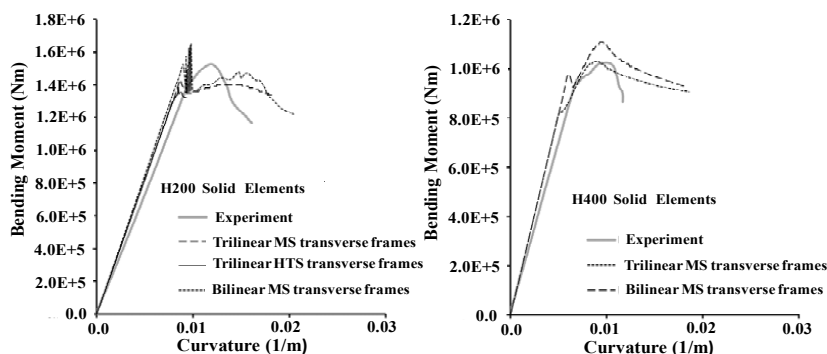 Bending Moment (Nm)
1.8E+6
1.6E+6
1.4E+6
1.2E+6
1.0E+6
8.0E+5
6.0E+5
4.0E+5
2.0E+5
0.0
H200 Solid Elements
Experiment
Trilinear MS transverse frames
Trilinear HTS transverse frames
Bilinear MS transverse frames
0.0
0.01
0.02
0.03
Curvature (1/m)
Bending Moment (Nm)
1.2E+6
1.0E+6
8.0E+5
6.0E+5
4.0E+5
2.0E+5
0.0
H400 Solid Elements
Experiment
Trilinear MS transverse frames
Bilinear MS transverse frames
0.0
0.01
0.02
0.03
Curvature (1/m)